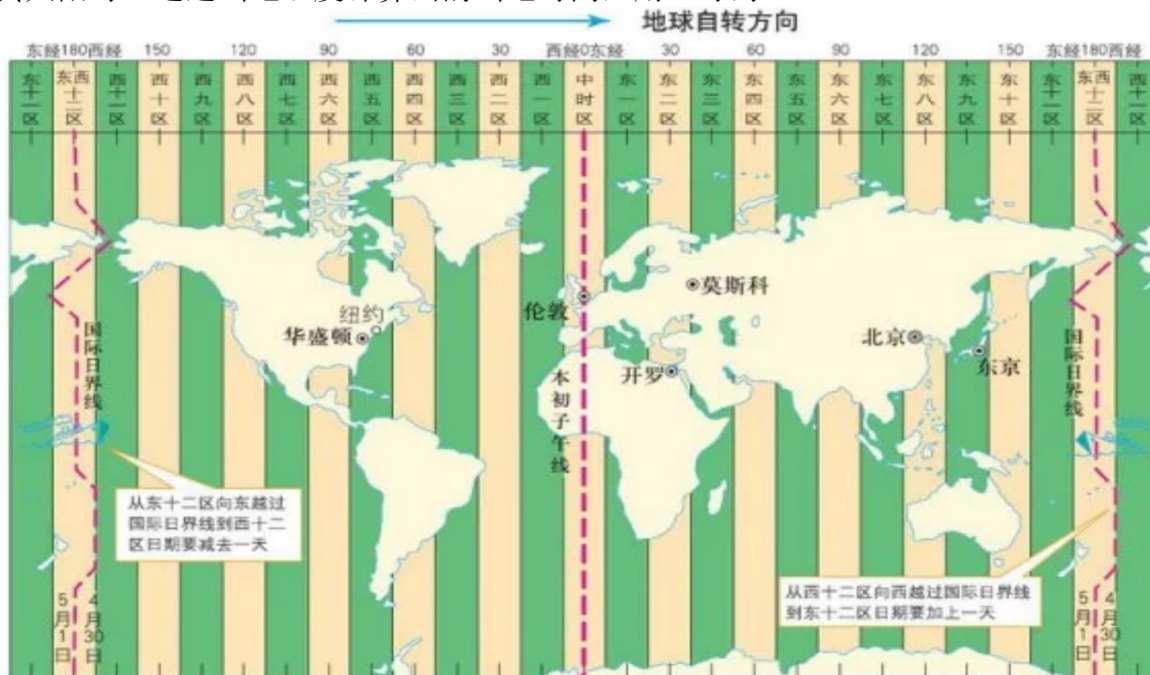 地球自转方向
东经180西经 150 120 90 60 30 西经0东经 30 60 90 120 150 东经180西经
东十一区
东西十二区
西十一区
西十区
西九区
西八区
西七区
西六区
西五区
西四区
西三区
西二区
西一区
中时区
东一区
东二区
东三区
东四区
东五区
东六区
东七区
东八区
东九区
东十区
东十一区
东西十二区
西十一区
莫斯科
伦敦
纽约
华盛顿
北京
东京
开罗
国际日界线
本初子午线
国际日界线
从东十二区向东越过
国际日界线到西十二
区日期要减去一天
从西十二区向西越过国际日界线
到东十二区日期要加上一天
5月1日
4月30日
5月1日
4月30日